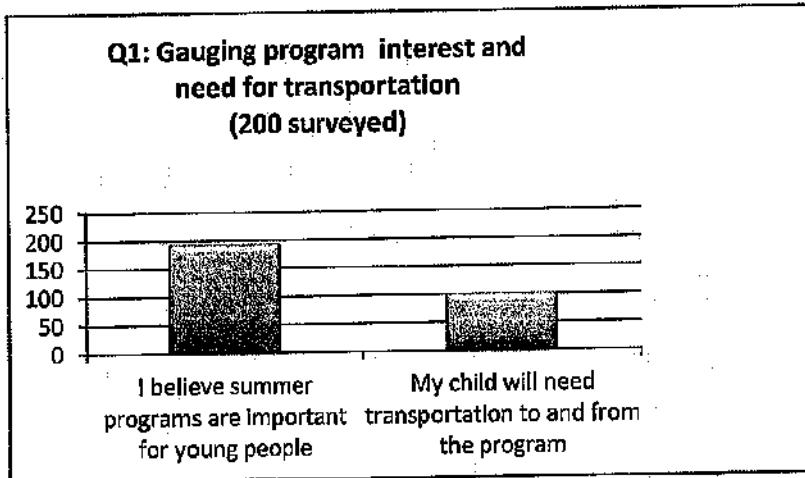 Q1: Gauging program interest and
need for transportation
(200 surveyed)
250
200
150
100
50
0
I believe summer
programs are important
for young people
My child will need
transportation to and from
the program